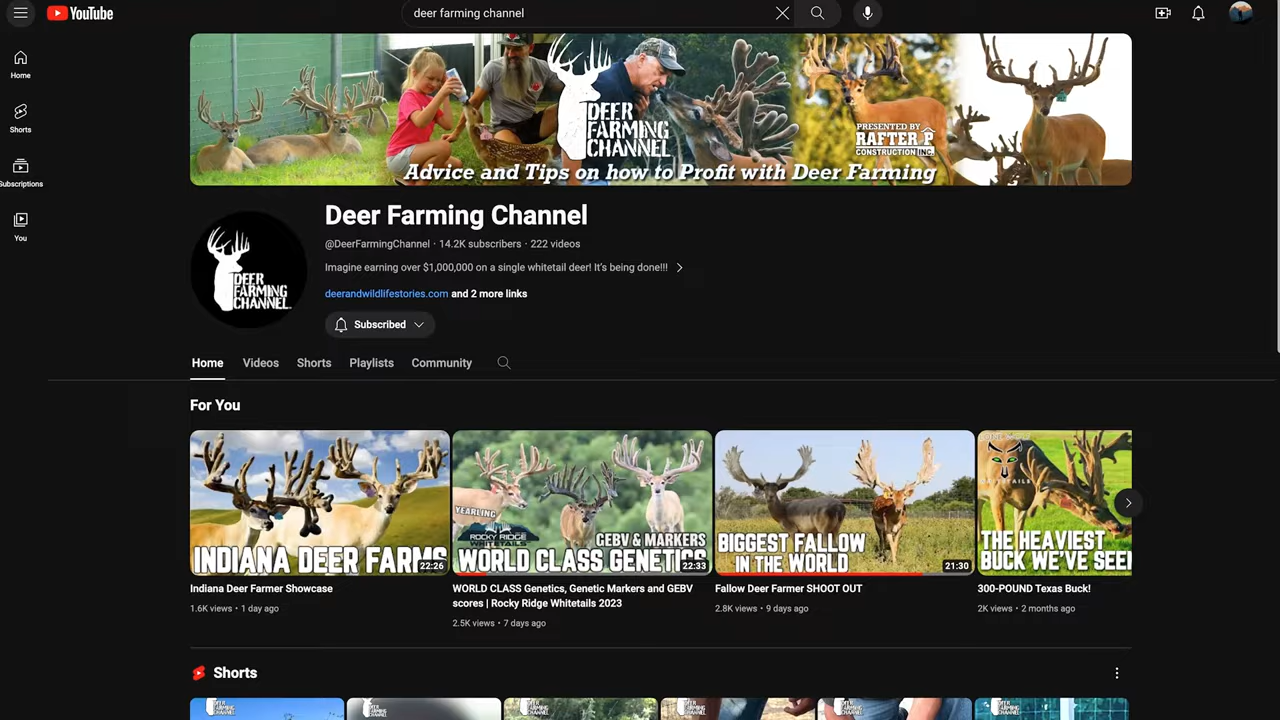 YouTube
deer farming channel
Home
Shorts
Subscriptions
You
DEER
FARMING
CHANNEL
PRESENTED BY
RAFTER P
CONSTRUCTION INC.
Advice and Tips on how to Profit with Deer Farming
DEER
FARMING
CHANNEL
Deer Farming Channel
@DeerFarmingChannel · 14.2K subscribers · 222 videos
Imagine earning over $1,000,000 on a single whitetail deer! It's being done!!!
deerandwildlifestories.com and 2 more links
Subscribed
Home Videos Shorts Playlists Community
For You
INDIANA DEER FARMS
22:26
Indiana Deer Farmer Showcase
1.6K views · 1 day ago
YEARLING
ROCKY RIDGE
WHITETAILS
GEBV & MARKERS
WORLD CLASS GENETICS
22:33
WORLD CLASS Genetics, Genetic Markers and GEBV
scores | Rocky Ridge Whitetails 2023
2.5K views · 7 days ago
BIGGEST FALLOW
IN THE WORLD
21:30
Fallow Deer Farmer SHOOT OUT
2.8K views · 9 days ago
THE HEAVIEST
BUCK WE'VE SEE
300-POUND Texas Buck!
2K views · 2 months ago
Shorts